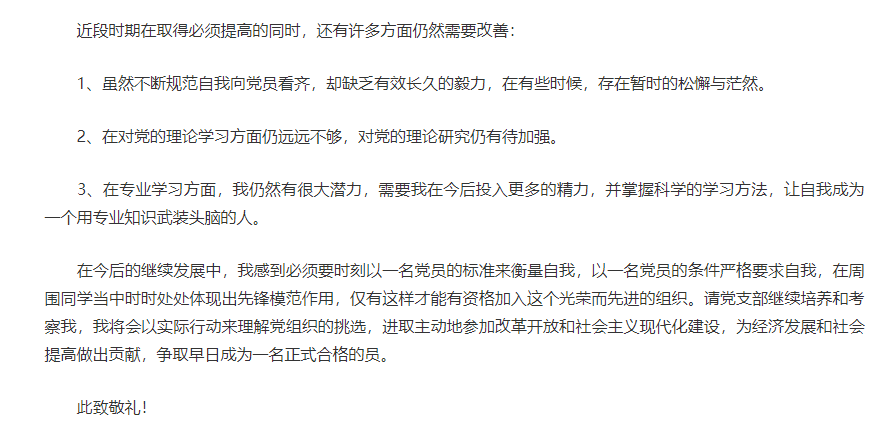 近段时期在取得必须提高的同时，还有许多方面仍然需要改善：
1、虽然不断规范自我向党员看齐，却缺乏有效长久的毅力，在有些时候，存在暂时的松懈与茫然。
2、在对党的理论学习方面仍远远不够，对党的理论研究仍有待加强。
3、在专业学习方面，我仍然有很大潜力，需要我在今后投入更多的精力，并掌握科学的学习方法，让自我成为
一个用专业知识武装头脑的人。
在今后的继续发展中，我感到必须要时刻以一名党员的标准来衡量自我，以一名党员的条件严格要求自我，在周
围同学当中时时处处体现出先锋模范作用，仅有这样才能有资格加入这个光荣而先进的组织。请党支部继续培养和考
察我，我将会以实际行动来理解党组织的挑选，进取主动地参加改革开放和社会主义现代化建设，为经济发展和社会
提高做出贡献，争取早日成为一名正式合格的员。
此致敬礼！